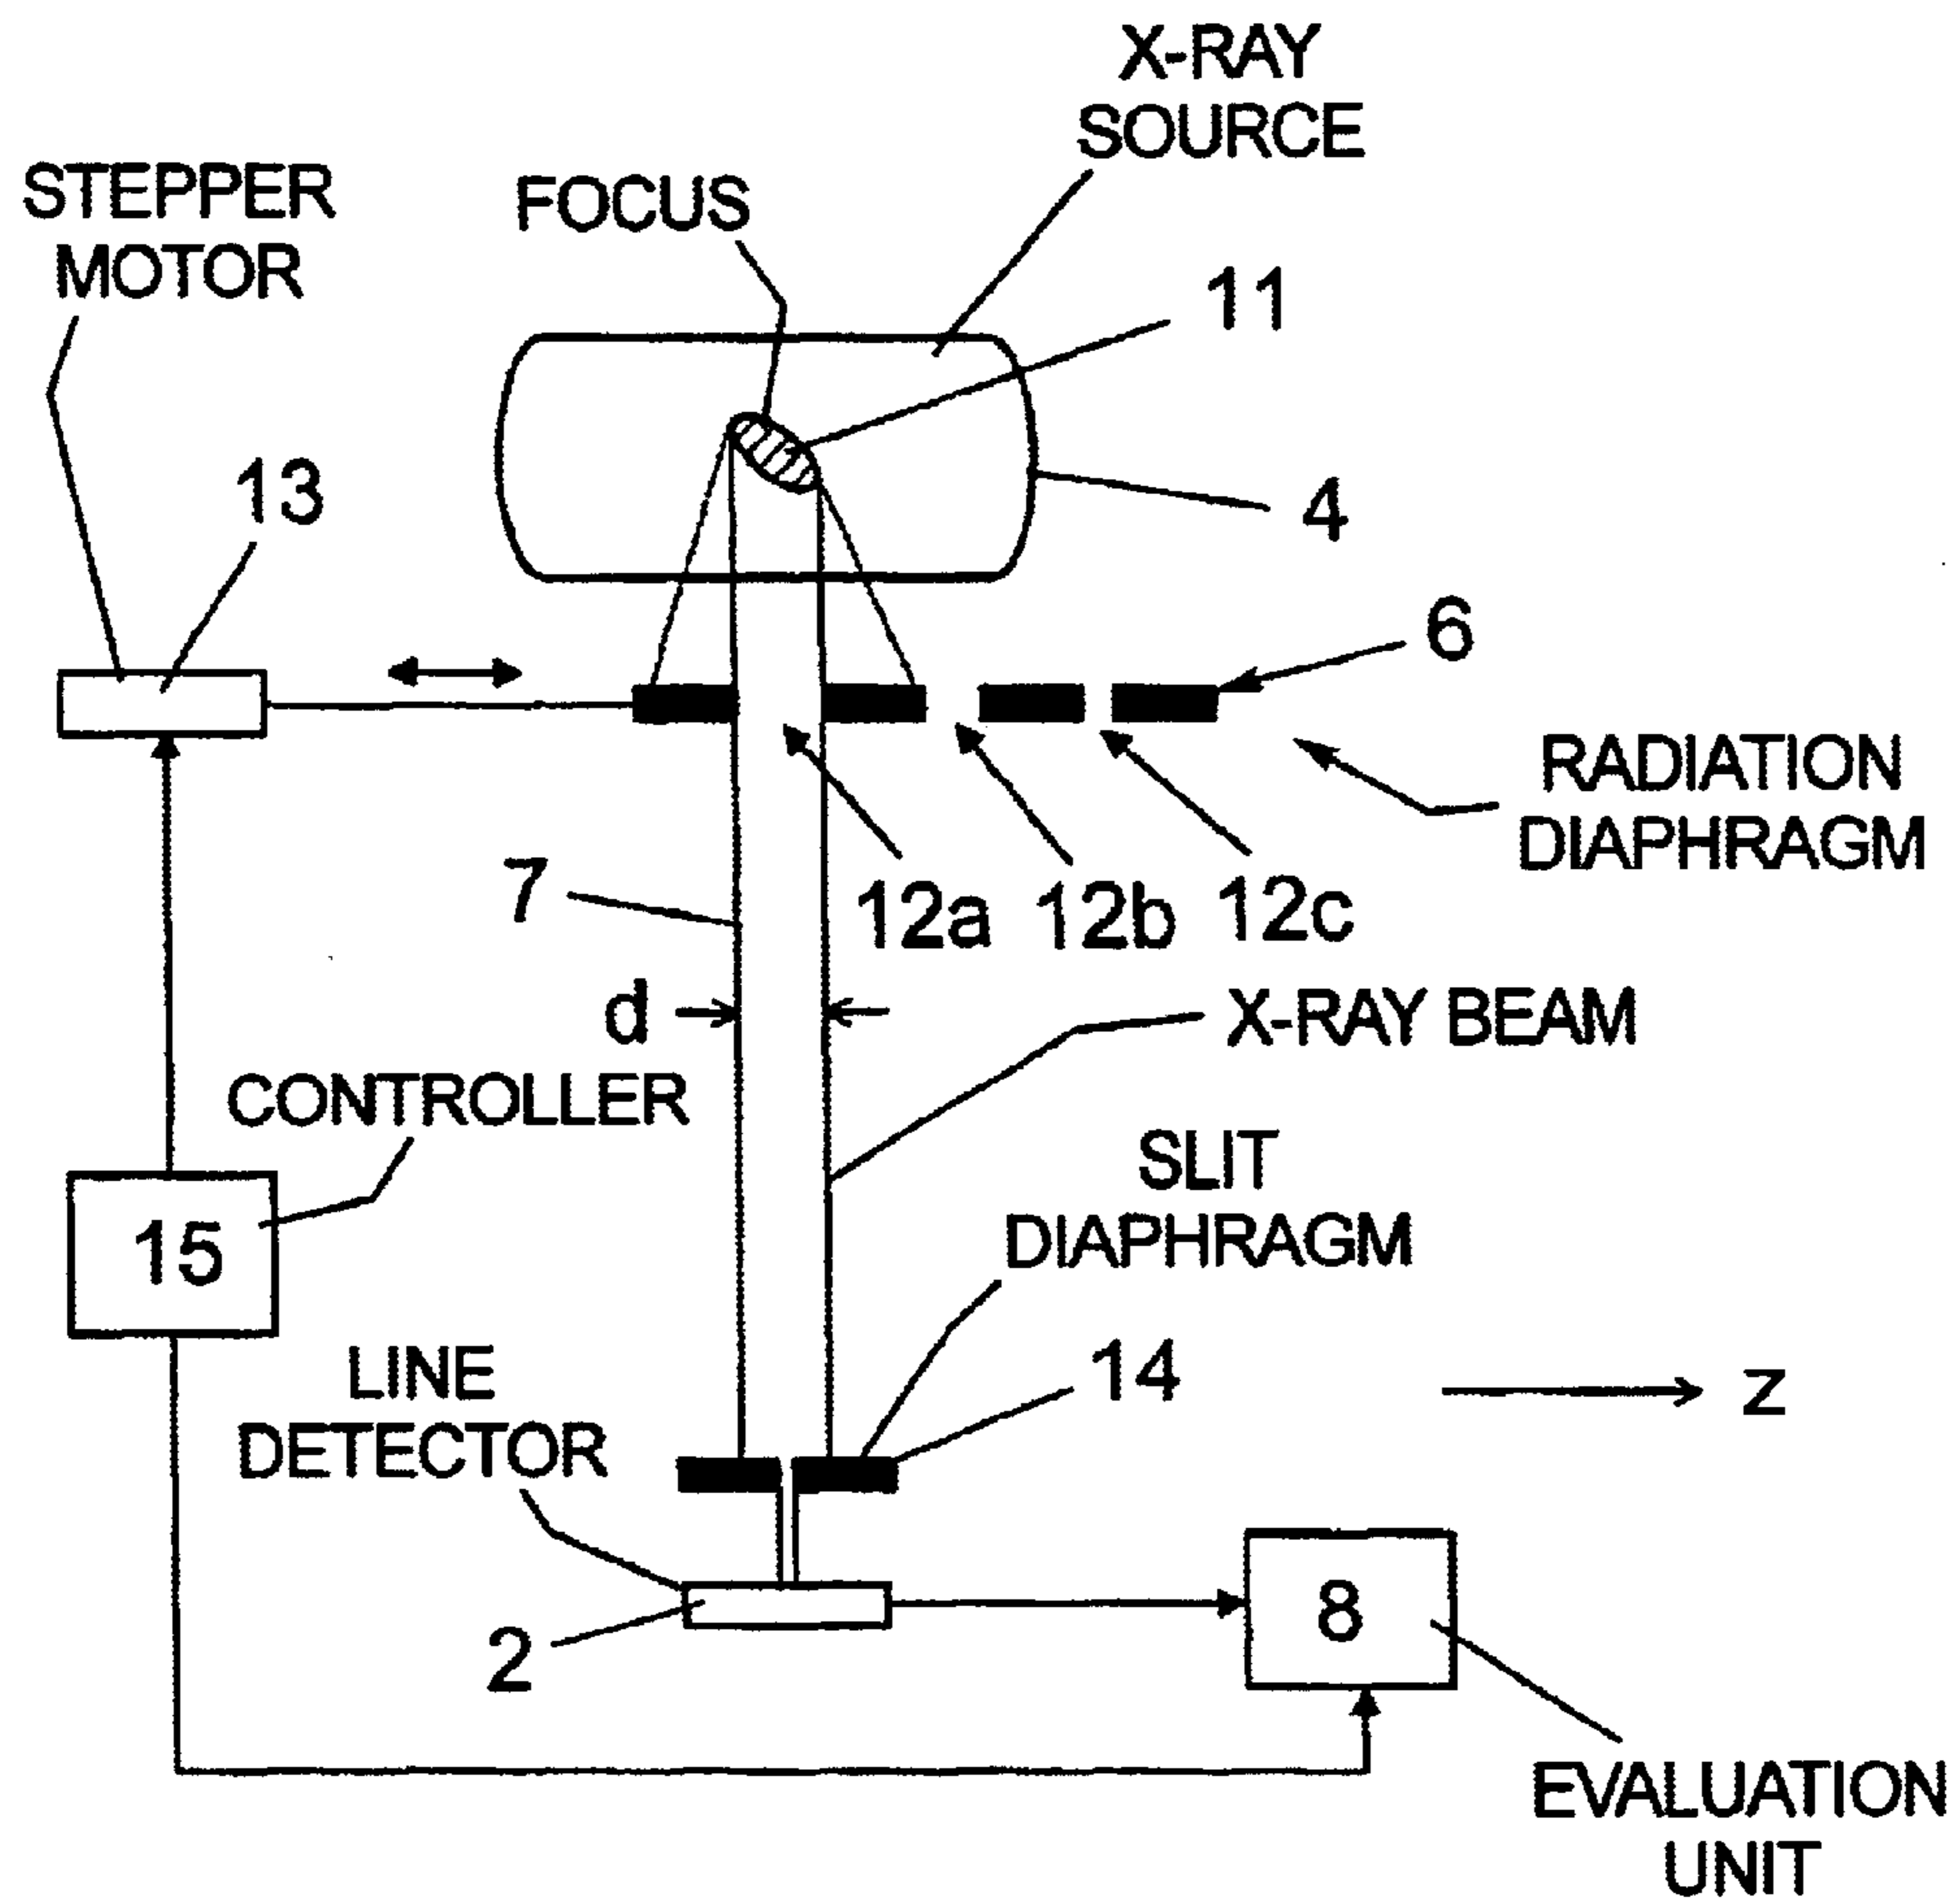 X-RAY
SOURCE
STEPPER
MOTOR
FOCUS
11
13
4
6
RADIATION
DIAPHRAGM
7
12a
12b
12c
d
X-RAY BEAM
CONTROLLER
SLIT
DIAPHRAGM
15
LINE
DETECTOR
14
z
8
2
EVALUATION
UNIT